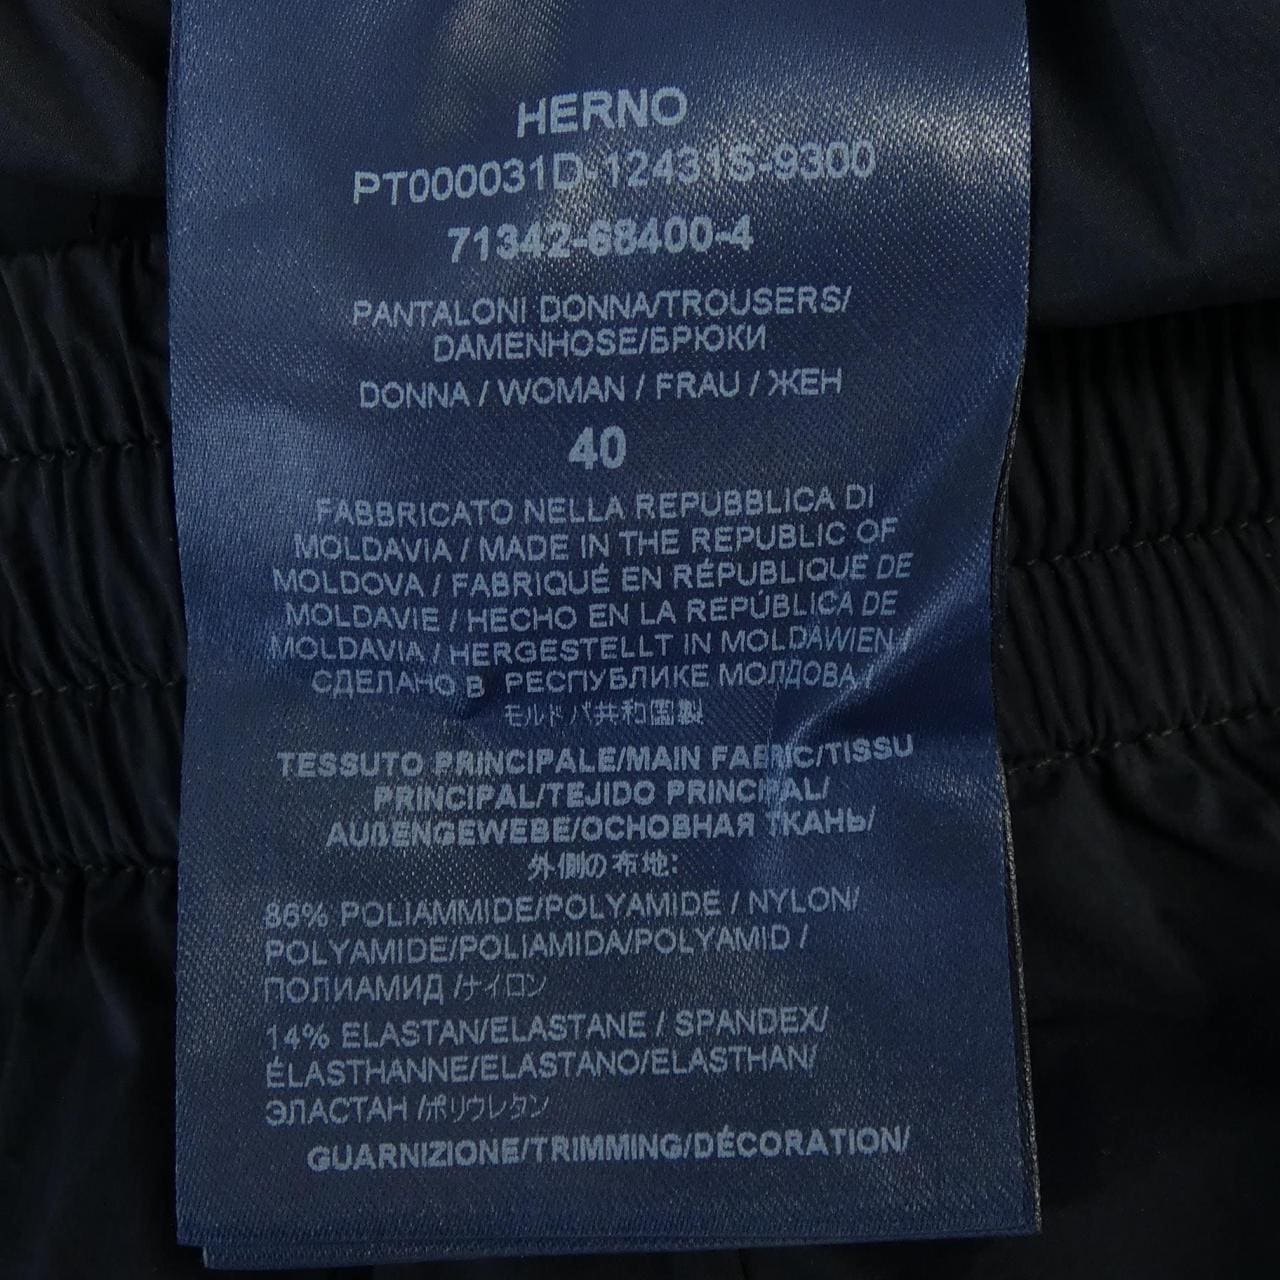 HERNO
PT000031D-12431S-9300
71342-68400-4
PANTALONI DONNA/TROUSERS/
DAMENHOSE/БРЮКИ
DONNA / WOMAN / FRAU / ЖЕН
40
FABBRICATO NELLA REPUBBLICA DI
MOLDAVIA / MADE IN THE REPUBLIC OF
MOLDOVA / FABRIQUÉ EN RÉPUBLIQUE DE
MOLDAVIE / HECHO EN LA REPÚBLICA DE
MOLDAVIA / HERGESTELLT IN MOLDAWIEN /
СДЕЛАНО В РЕСПУБЛИКЕ МОЛДОВА /
モルドバ共和国製
TESSUTO PRINCIPALE/MAIN FABRIC/TISSU
PRINCIPAL/TEJIDO PRINCIPAL/
AUßENGEWEBE/ОСНОВНАЯ ТКАНЬ/
外側の布地:
86% POLIAMMIDE/POLYAMIDE / NYLON/
POLYAMIDE/POLIAMIDA/POLYAMID /
ПОЛИАМИД /ナイロン
14% ELASTAN/ELASTANE / SPANDEX/
ÉLASTHANNE/ELASTANO/ELASTHAN/
ЭЛАСТАН /ポリウレタン
GUARNIZIONE/TRIMMING/DÉCORATION/